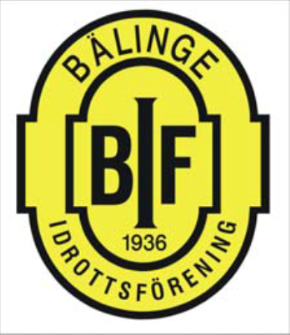 BÄLINGE
BIF
1936
IDROTTSFÖRENING